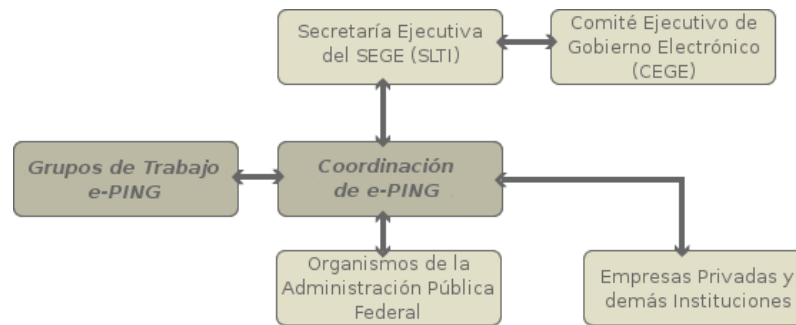 Secretaría Ejecutiva
del SEGE (SLTI)
Comité Ejecutivo de
Gobierno Electrónico
(CEGE)
Grupos de Trabajo
e-PING
Coordinación
de e-PING
Organismos de la
Administración Pública
Federal
Empresas Privadas y
demás Instituciones